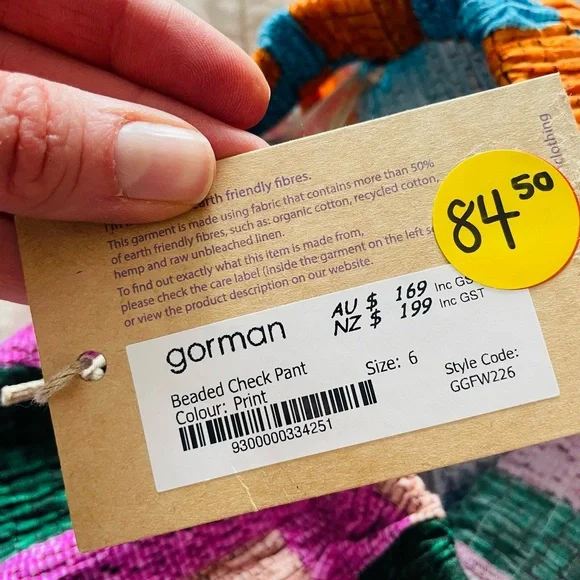 clothing
earth friendly fibres.
This garment is made using fabric that contains more than 50%
of earth friendly fibres, such as: organic cotton, recycled cotton,
hemp and raw unbleached linen.
To find out exactly what this item is made from,
please check the care label (inside the garment on the left
or view the product description on our website.
84 50
gorman
AU $ 169 Inc
NZ $ 199 Inc GST
Beaded Check Pant
Size: 6
Style Code:
Colour: Print
GGFW226
9300000334251